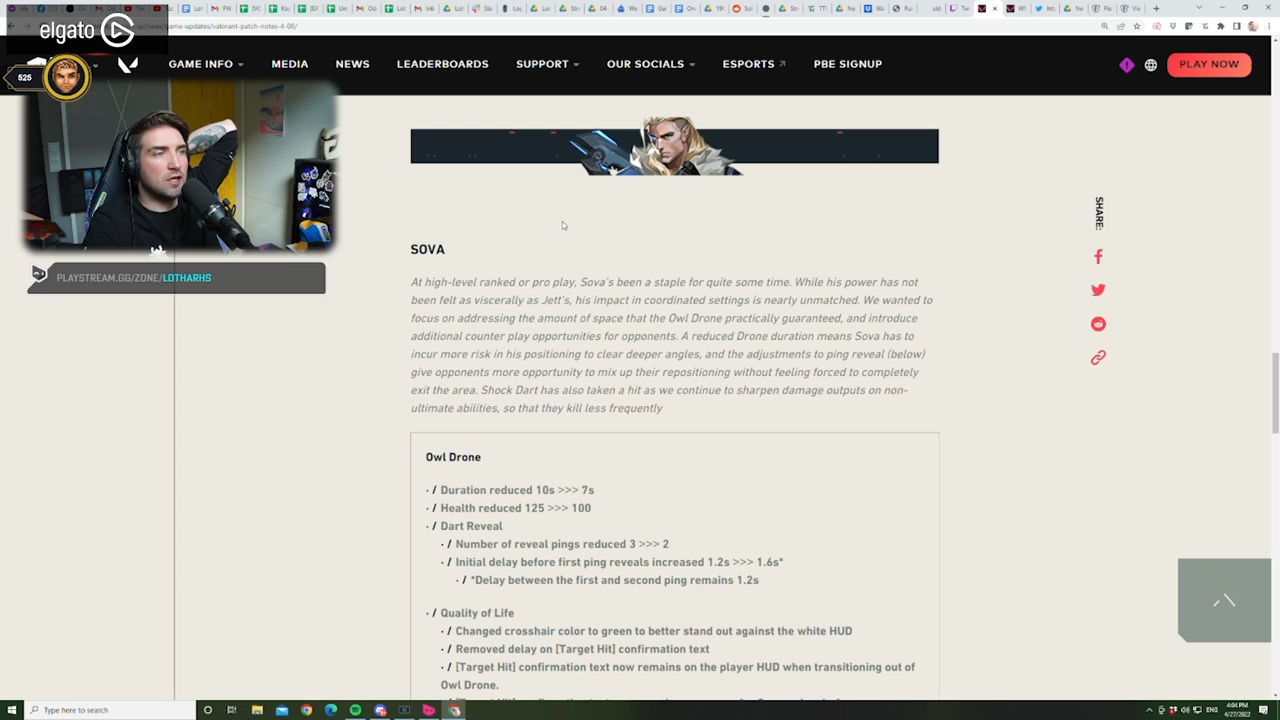 news/game-updates/valorant-patch-notes-4-08/
elgato
525
GAME INFO
MEDIA
NEWS
LEADERBOARDS
SUPPORT
OUR SOCIALS
ESPORTS
PBE SIGNUP
PLAY NOW
PLAYSTREAM.GG/ZONE/LOTHARHS
SHARE:
SOVA
At high-level ranked or pro play, Sova's been a staple for quite some time. While his power has not
been felt as viscerally as Jett's, his impact in coordinated settings is nearly unmatched. We wanted to
focus on addressing the amount of space that the Owl Drone practically guaranteed, and introduce
additional counter play opportunities for opponents. A reduced Drone duration means Sova has to
incur more risk in his positioning to clear deeper angles, and the adjustments to ping reveal (below)
give opponents more opportunity to mix up their repositioning without feeling forced to completely
exit the area. Shock Dart has also taken a hit as we continue to sharpen damage outputs on non-
ultimate abilities, so that they kill less frequently
Owl Drone
· / Duration reduced 10s >>> 7s
· / Health reduced 125 >>> 100
· / Dart Reveal
· / Number of reveal pings reduced 3 >>> 2
· / Initial delay before first ping reveals increased 1.2s >>> 1.6s*
· / *Delay between the first and second ping remains 1.2s
· / Quality of Life
· / Changed crosshair color to green to better stand out against the white HUD
· / Removed delay on [Target Hit] confirmation text
· / [Target Hit] confirmation text now remains on the player HUD when transitioning out of
Owl Drone.
Type here to search
ENG
4:04 PM
4/27/2022